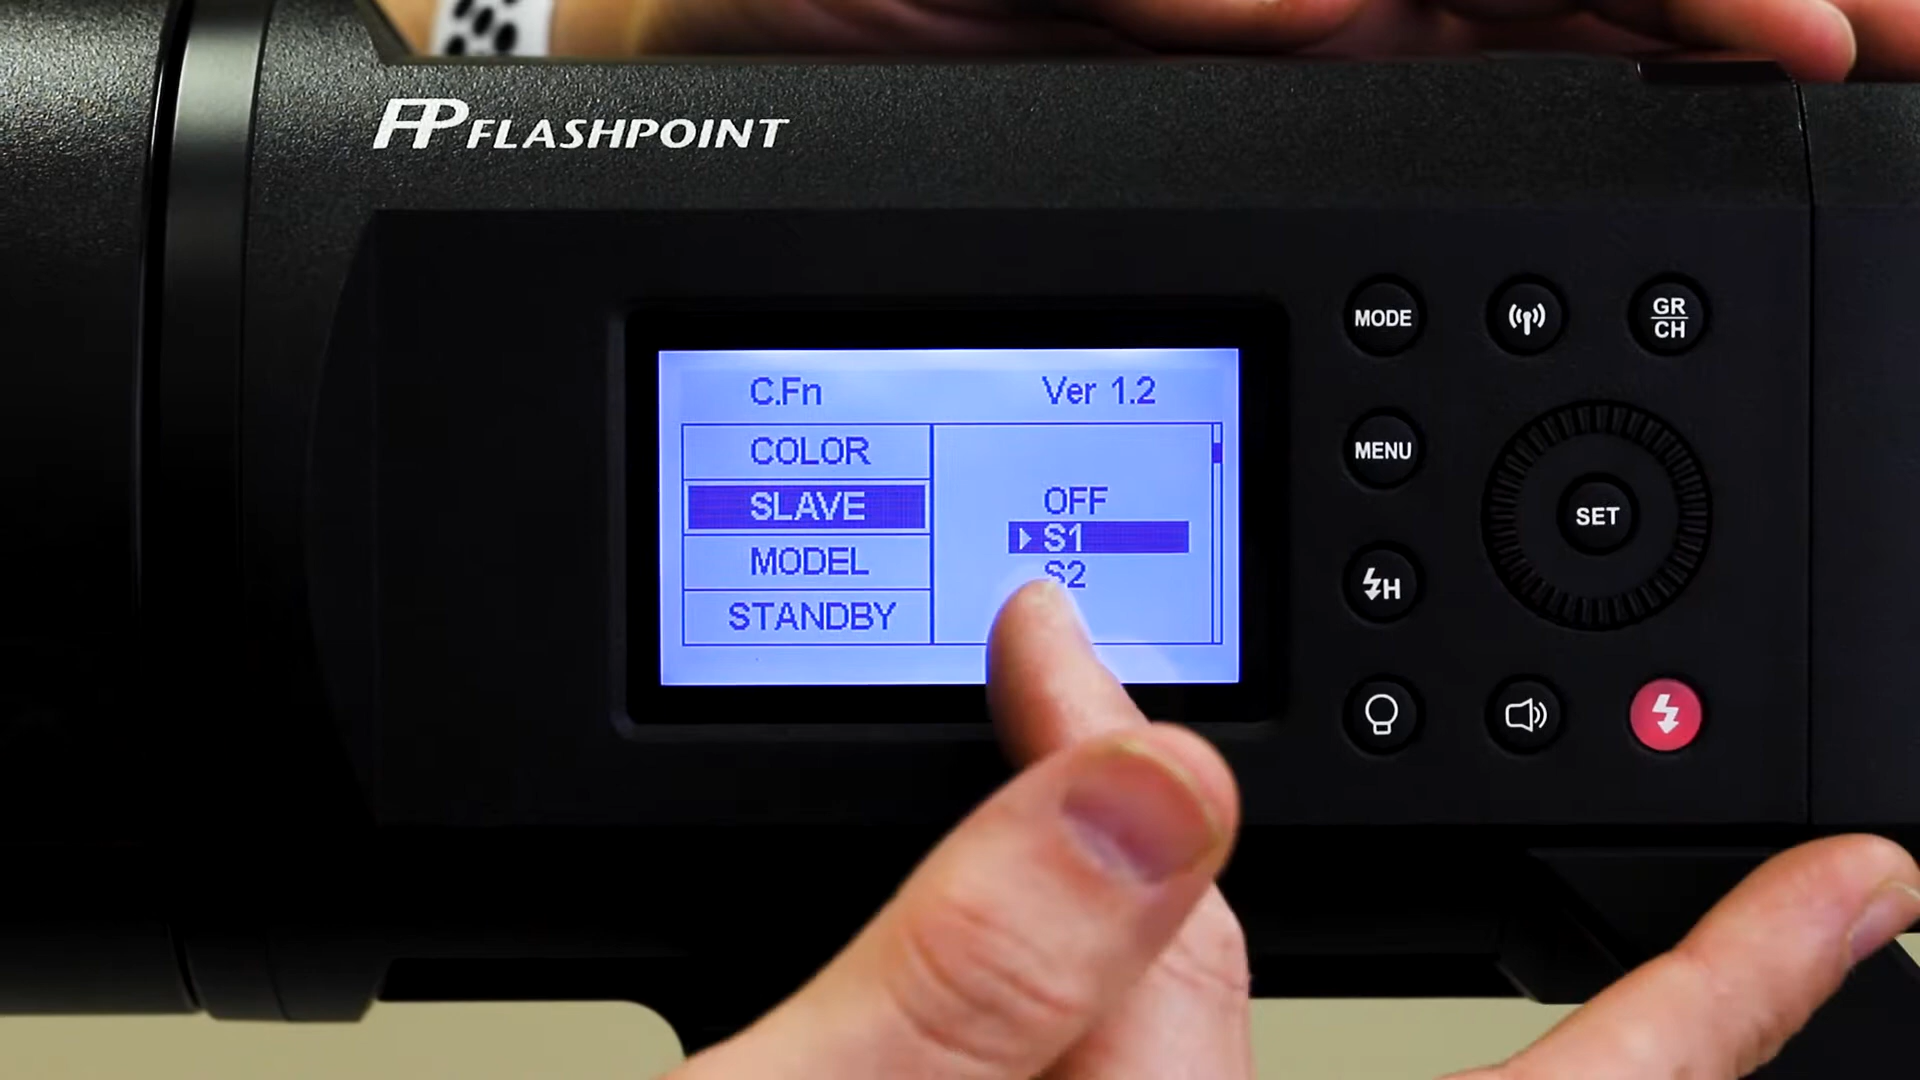 FP FLASHPOINT
C.Fn Ver 1.2
COLOR
SLAVE
MODEL
STANDBY
OFF
S1
S2
MODE
GR
CH
MENU
SET
H